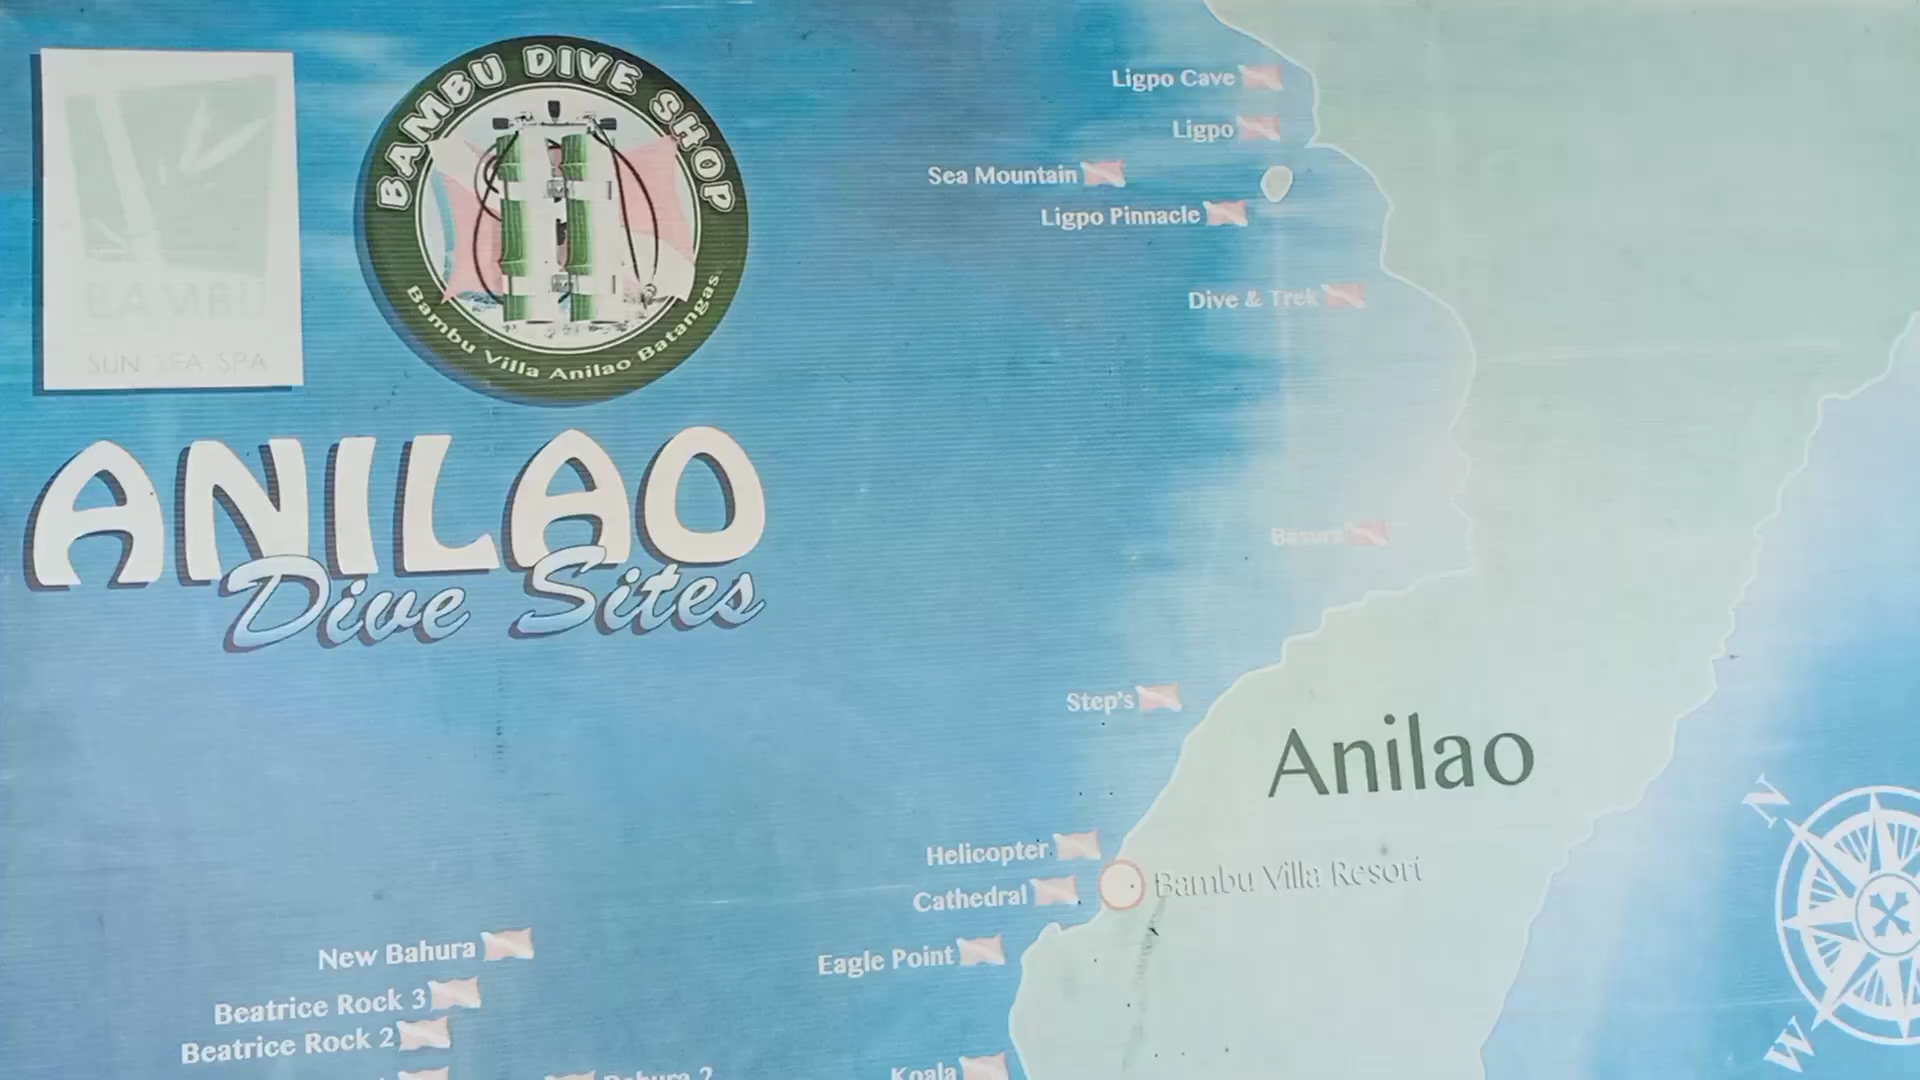 BAMBU
SUN SEA SPA
BAMBU DIVE SHOP
Bambu Villa Anilao Batangas
ANILAO
Dive Sites
Ligpo Cave
Ligpo
Sea Mountain
Ligpo Pinnacle
Dive & Trek
Basura
Step's
Anilao
Helicopter
Bambu Villa Resort
Cathedral
New Bahura
Eagle Point
Beatrice Rock 3
Beatrice Rock 2
Koala
N
W